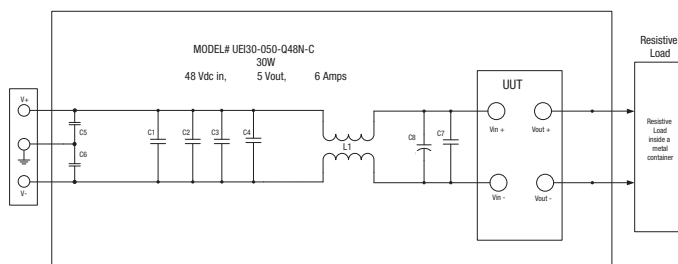 MODEL# UEI30-050-Q48N-C
30W
48 Vdc in, 5 Vout, 6 Amps
Resistive
Load
UUT
V+
C5
C6
V-
C1
C2
C3
C4
L1
C8
C7
Vin +
Vout +
Vin -
Vout -
Resistive
Load
inside a
metal
container